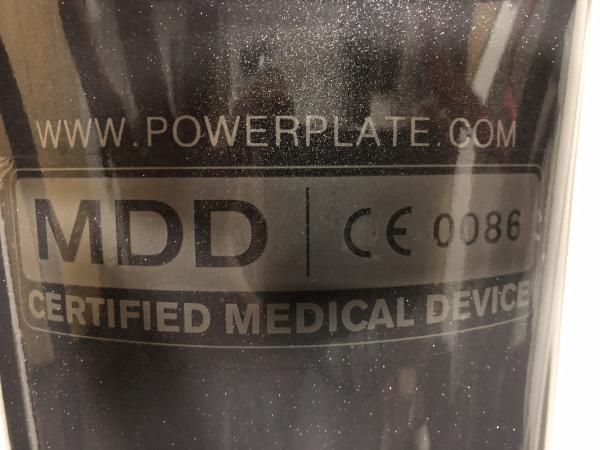 WWW.POWERPLATE.COM
MDD | CE 0086
CERTIFIED MEDICAL DEVICE